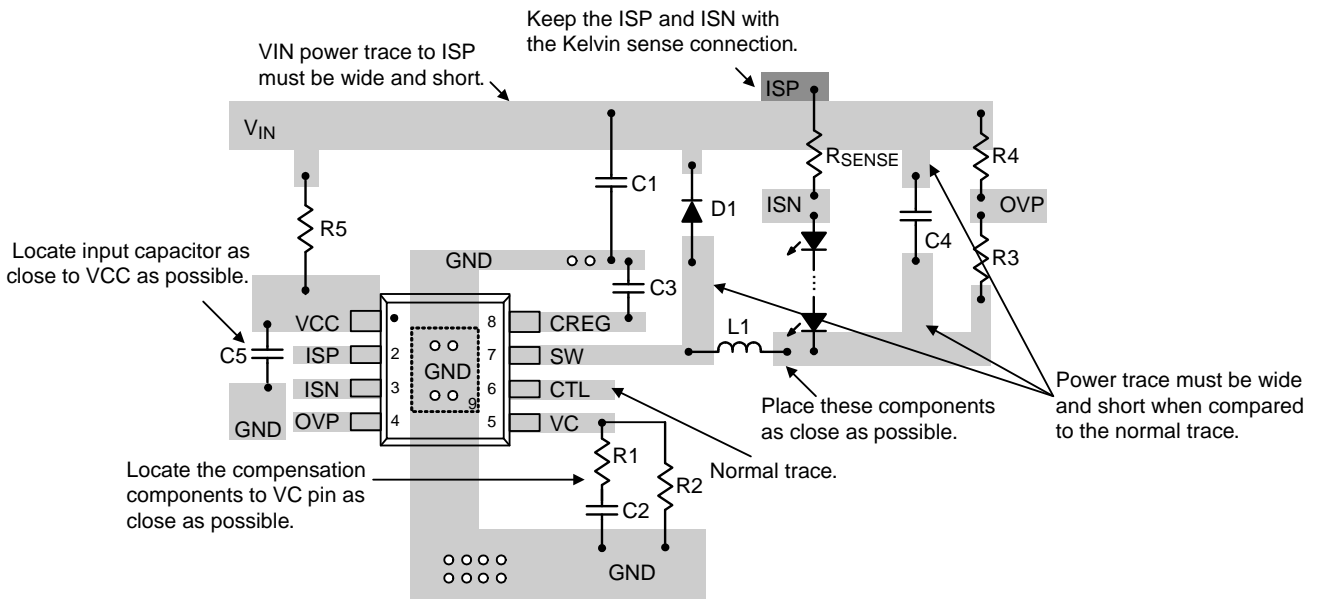 Keep the ISP and ISN with
the Kelvin sense connection.
VIN power trace to ISP
must be wide and short.
ISP
VIN
RSENSE
R4
C1
ISN
OVP
D1
R5
C4
R3
Locate input capacitor as
close to VCC as possible.
GND
C3
VCC
8
CREG
L1
C5
ISP
2
7
SW
GND
ISN
3
6
CTL
9
OVP
4
5
VC
GND
Place these components
as close as possible.
Power trace must be wide
and short when compared
to the normal trace.
Locate the compensation
components to VC pin as
close as possible.
R1
R2
Normal trace.
C2
GND